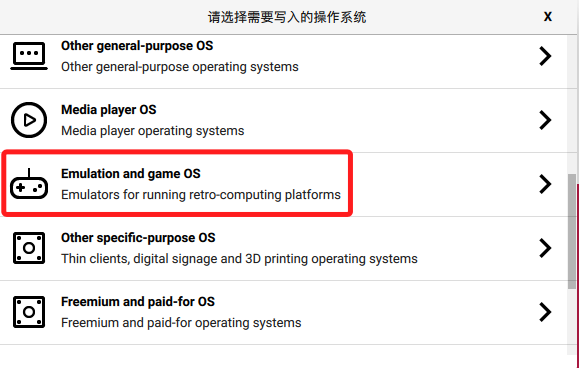 请选择需要写入的操作系统
X
Other general-purpose OS
Other general-purpose operating systems
Media player OS
Media player operating systems
Emulation and game OS
Emulators for running retro-computing platforms
Other specific-purpose OS
Thin clients, digital signage and 3D printing operating systems
Freemium and paid-for OS
Freemium and paid-for operating systems